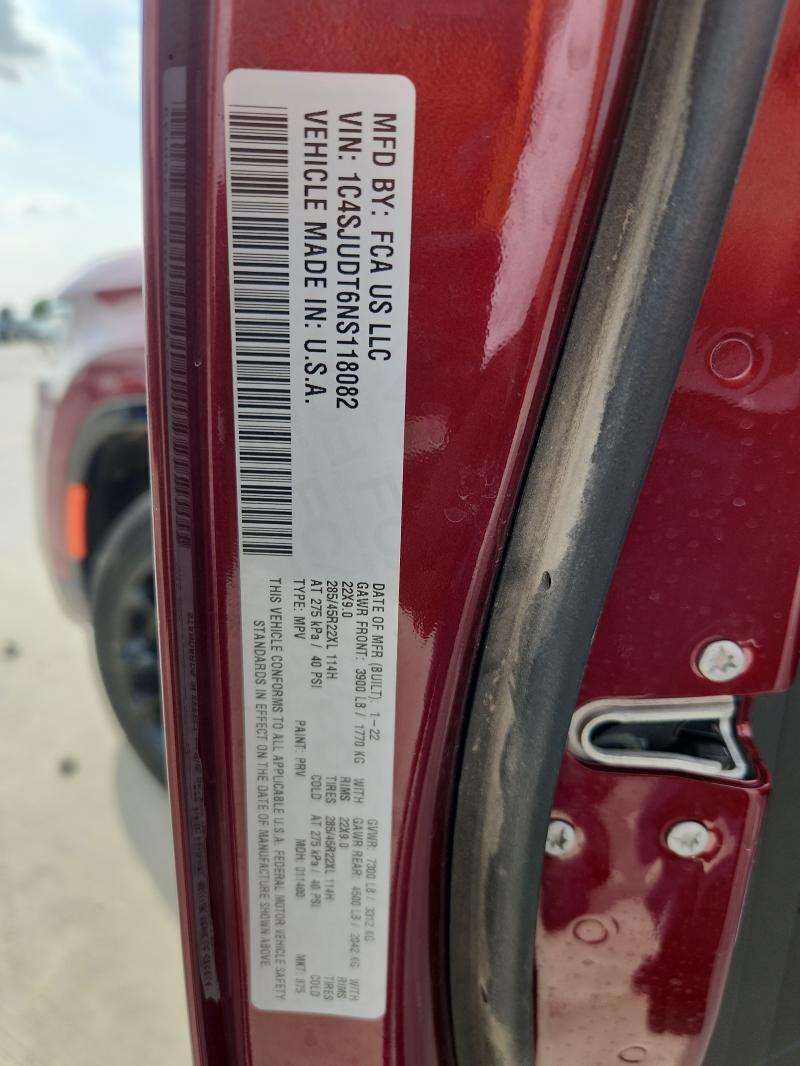 MFD BY: FCA US LLC
VIN: 1C4SJUDT6NS118082
VEHICLE MADE IN: U.S.A.
DATE OF MFR (BUILT): 1-22 GVWR: 7300 LB / 3312 KG
GAWR FRONT: 3900 LB / 1770 KG WITH GAWR REAR: 4500 LB / 2042 KG WITH
22X9.0 RIMS 22X9.0 RIMS
285/45R22XL 114H TIRES 285/45R22XL 114H TIRES
AT 275 kPa / 40 PSI COLD AT 275 kPa / 40 PSI COLD
TYPE: MPV PAINT: PRV MDH: 011400 MKT:
THIS VEHICLE CONFORMS TO ALL APPLICABLE U.S.A. FEDERAL MOTOR VEHICLE SAFETY
STANDARDS IN EFFECT ON THE DATE OF MANUFACTURE SHOWN ABOVE.